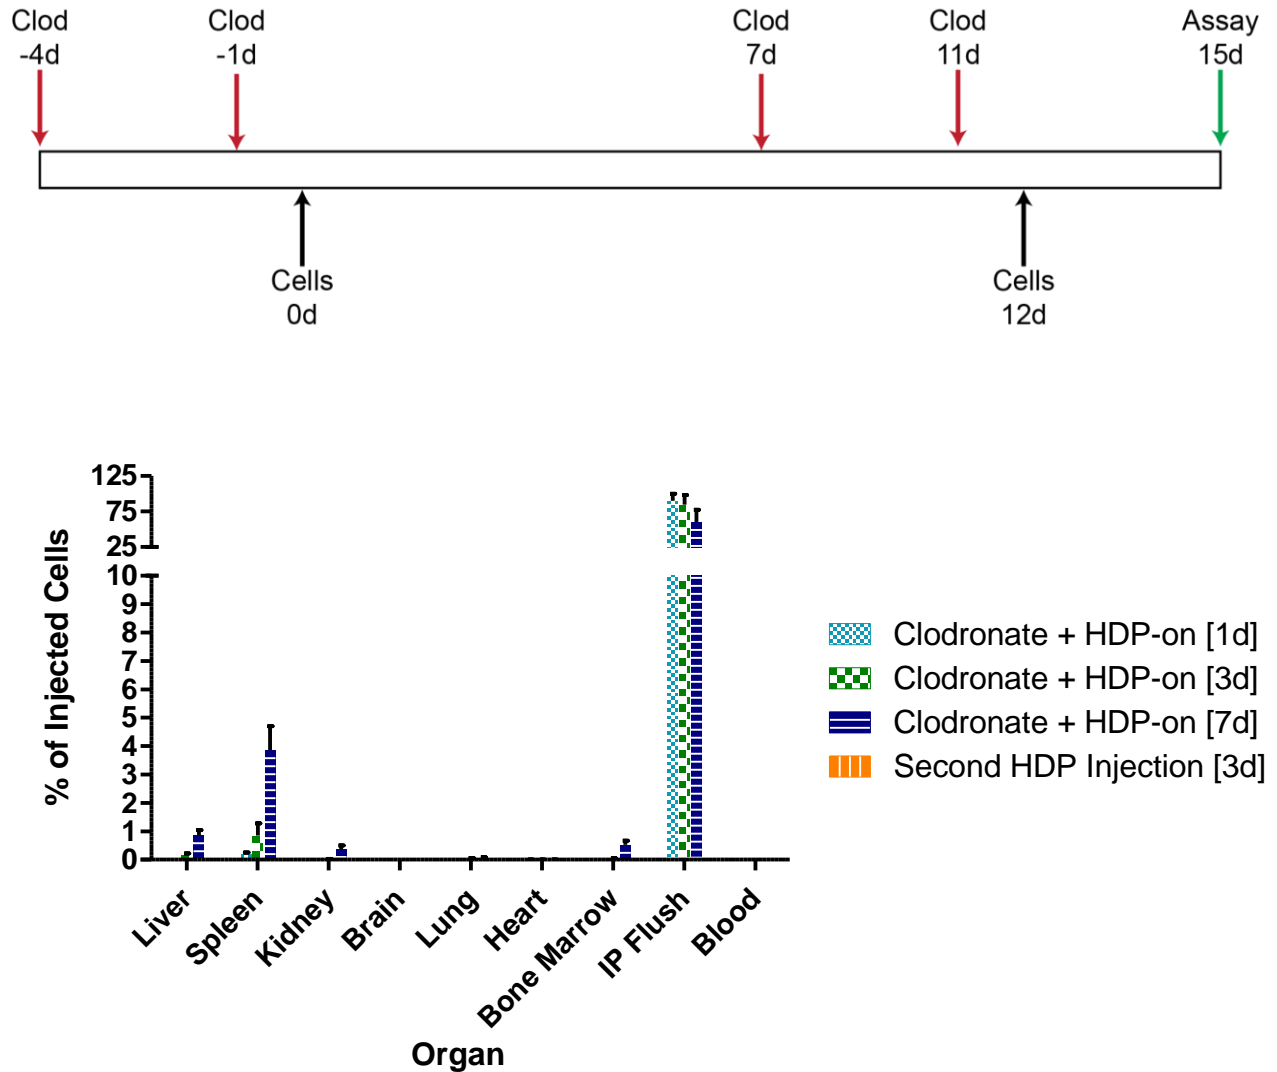 Clod
-4d
Clod
-1d
Clod
7d
Clod
11d
Assay
15d
Cells
0d
Cells
12d
125
75
25
10
9
8
7
6
5
4
3
2
1
0
% of Injected Cells
Liver
Spleen
Kidney
Brain
Lung
Heart
Bone Marrow
IP Flush
Blood
Organ
Clodronate + HDP-on [1d]
Clodronate + HDP-on [3d]
Clodronate + HDP-on [7d]
Second HDP Injection [3d]